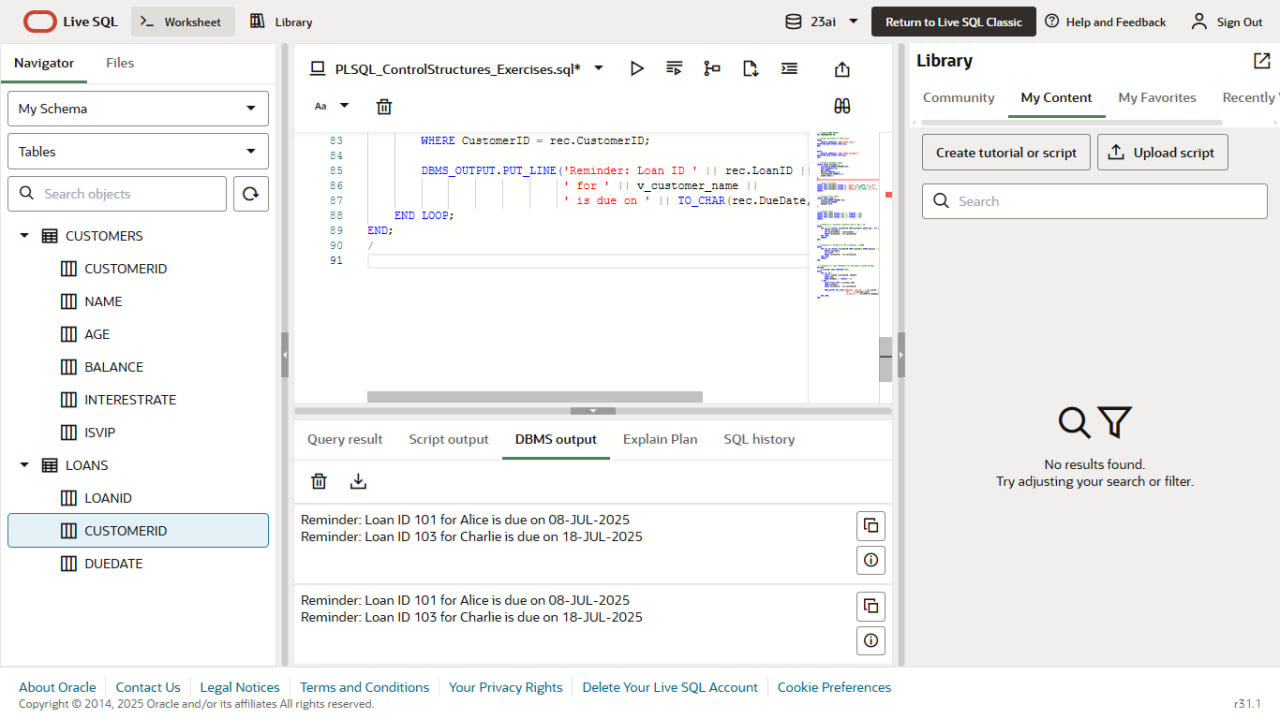 Live SQL
Worksheet
Library
23ai
Return to Live SQL Classic
Help and Feedback
Sign Out
Navigator
Files
My Schema
Tables
Search objects
CUSTOMERS
CUSTOMERID
NAME
AGE
BALANCE
INTERESTRATE
ISVIP
LOANS
LOANID
CUSTOMERID
DUEDATE
PLSQL_ControlStructures_Exercises.sql*
Aa
83 WHERE CustomerID = rec.CustomerID;
84
85 DBMS_OUTPUT.PUT_LINE('Reminder: Loan ID ' || rec.LoanID ||
86 ' for ' || v_customer_name ||
87 ' is due on ' || TO_CHAR(rec.DueDate,
88 END LOOP;
89 END;
90 /
91
Query result
Script output
DBMS output
Explain Plan
SQL history
Reminder: Loan ID 101 for Alice is due on 08-JUL-2025
Reminder: Loan ID 103 for Charlie is due on 18-JUL-2025
Reminder: Loan ID 101 for Alice is due on 08-JUL-2025
Reminder: Loan ID 103 for Charlie is due on 18-JUL-2025
Library
Community
My Content
My Favorites
Recently
Create tutorial or script
Upload script
Search
No results found.
Try adjusting your search or filter.
About Oracle
Contact Us
Legal Notices
Terms and Conditions
Your Privacy Rights
Delete Your Live SQL Account
Cookie Preferences
Copyright © 2014, 2025 Oracle and/or its affiliates All rights reserved.
r31.1